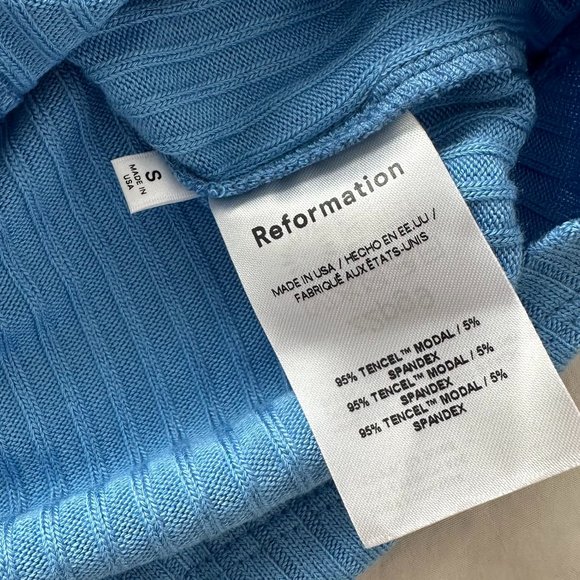 S
MADE IN
USA
Reformation
MADE IN USA / HECHO EN EE.UU /
FABRIQUÉ AUX ÉTATS-UNIS
95% TENCEL™ MODAL / 5%
SPANDEX
95% TENCEL™ MODAL / 5%
SPANDEX
95% TENCEL™ MODAL / 5%
SPANDEX